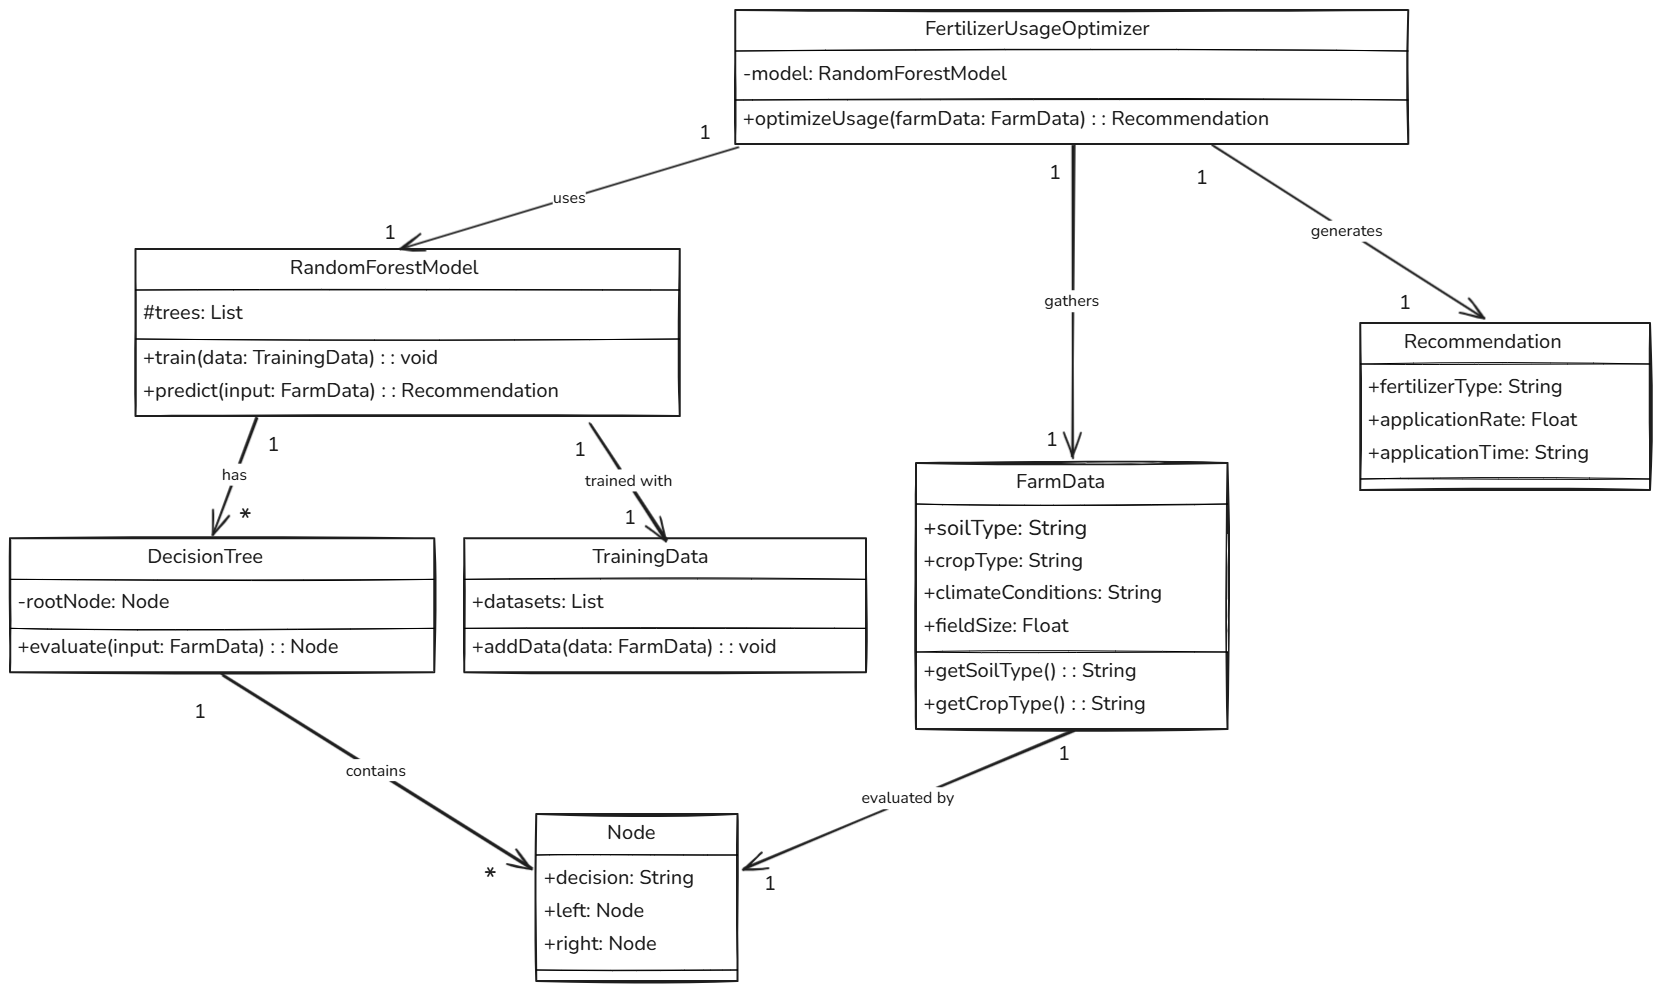 FertilizerUsageOptimizer
-model: RandomForestModel
+optimizeUsage(farmData: FarmData) : : Recommendation
1
1
1
uses
generates
1
1
RandomForestModel
#trees: List
+train(data: TrainingData) : : void
+predict(input: FarmData) : : Recommendation
gathers
Recommendation
+fertilizerType: String
+applicationRate: Float
+applicationTime: String
1
1
1
has
trained with
*
1
DecisionTree
-rootNode: Node
+evaluate(input: FarmData) : : Node
TrainingData
+datasets: List
+addData(data: FarmData) : : void
FarmData
+soilType: String
+cropType: String
+climateConditions: String
+fieldSize: Float
+getSoilType() : : String
+getCropType() : : String
1
1
contains
evaluated by
*
1
Node
+decision: String
+left: Node
+right: Node